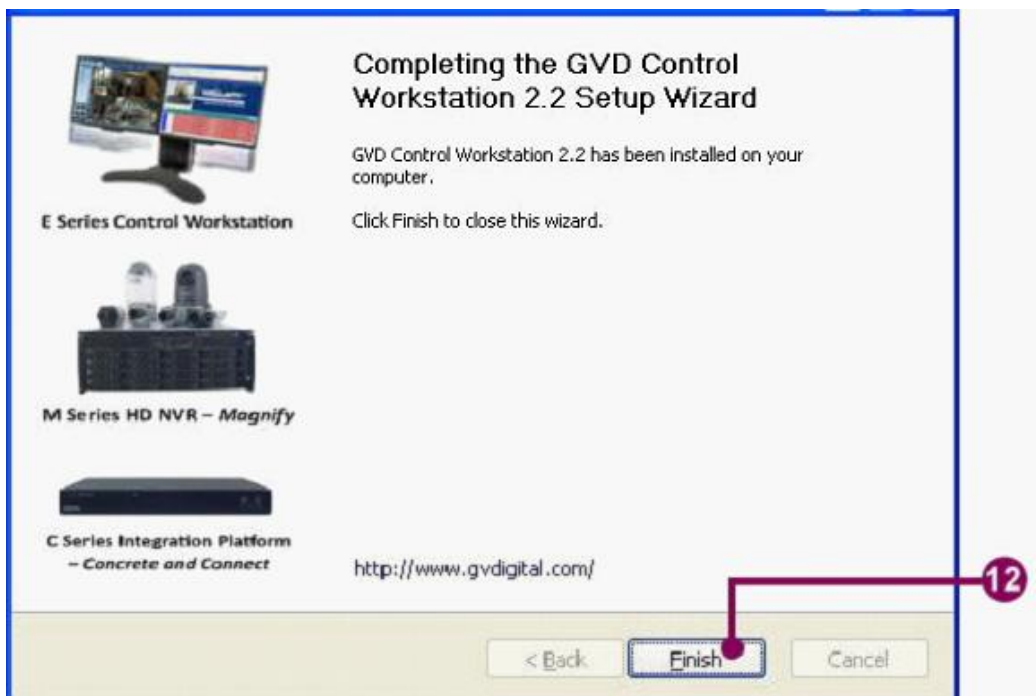 Completing the GVD Control
Workstation 2.2 Setup Wizard
GVD Control Workstation 2.2 has been installed on your
computer.
Click Finish to close this wizard.
E Series Control Workstation
M Series HD NVR – Magnify
C Series Integration Platform
– Concrete and Connect
http://www.gvdigital.com/
12
< Back
Finish
Cancel